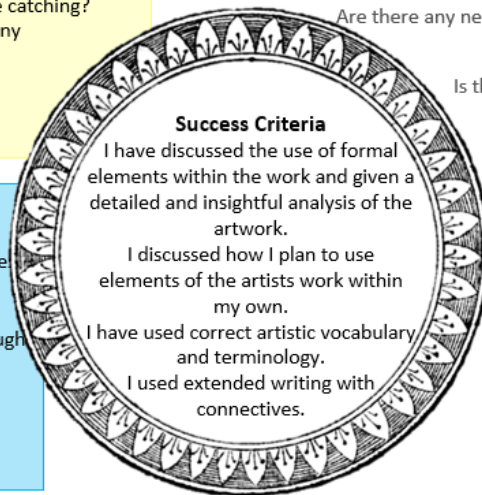 catching?
ny
Are there any ne
Is th
Success Criteria
I have discussed the use of formal
elements within the work and given a
detailed and insightful analysis of the
artwork.
I discussed how I plan to use
elements of the artists work within
my own.
I have used correct artistic vocabulary
and terminology.
I used extended writing with
connectives.
ugh